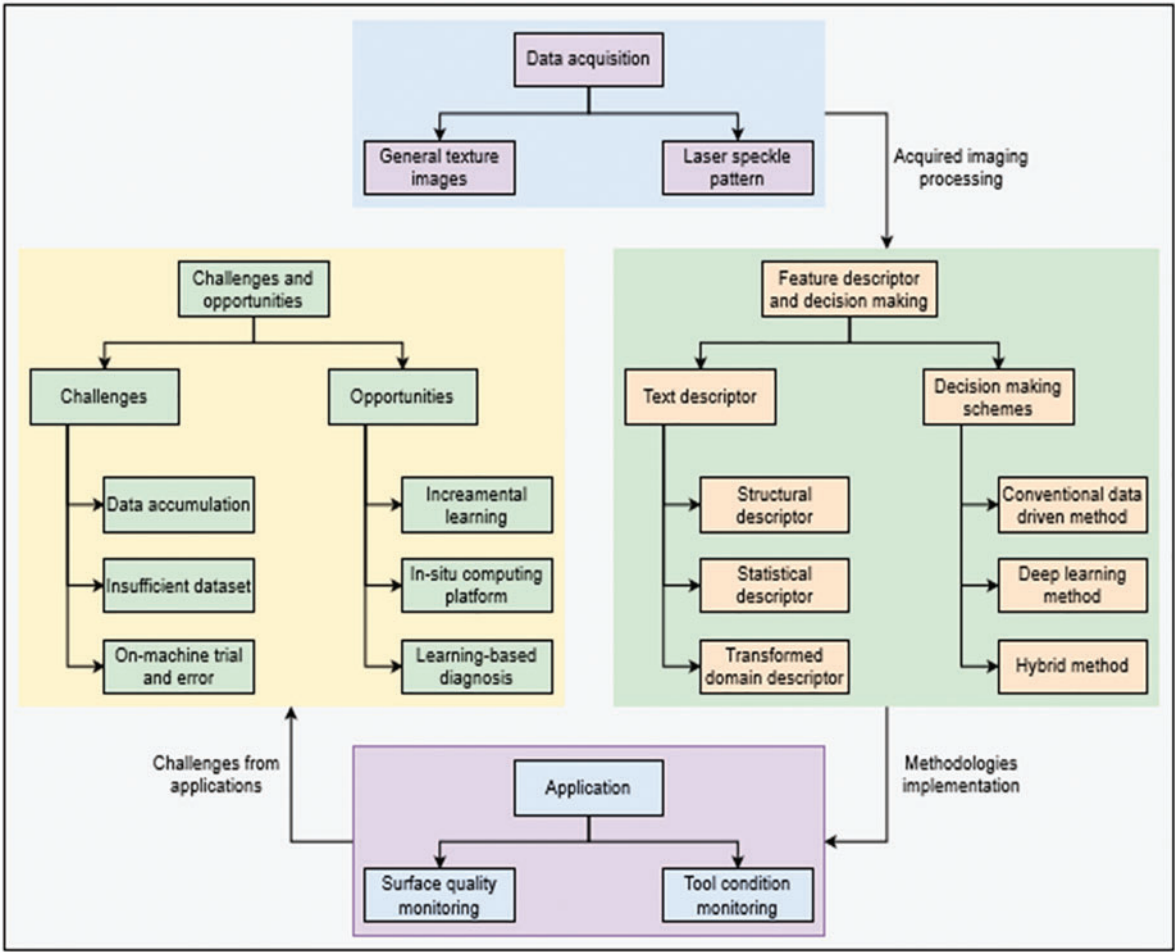 Data acquisition
General texture
images
Laser speckle
pattern
Acquired imaging
processing
Challenges and
opportunities
Challenges
Opportunities
Data accumulation
Insufficient dataset
On-machine trial
and error
Increamental
learning
In-situ computing
platform
Learning-based
diagnosis
Feature descriptor
and decision making
Text descriptor
Decision making
schemes
Structural
descriptor
Statistical
descriptor
Transformed
domain descriptor
Conventional data
driven method
Deep learning
method
Hybrid method
Challenges from
applications
Methodologies
implementation
Application
Surface quality
monitoring
Tool condition
monitoring